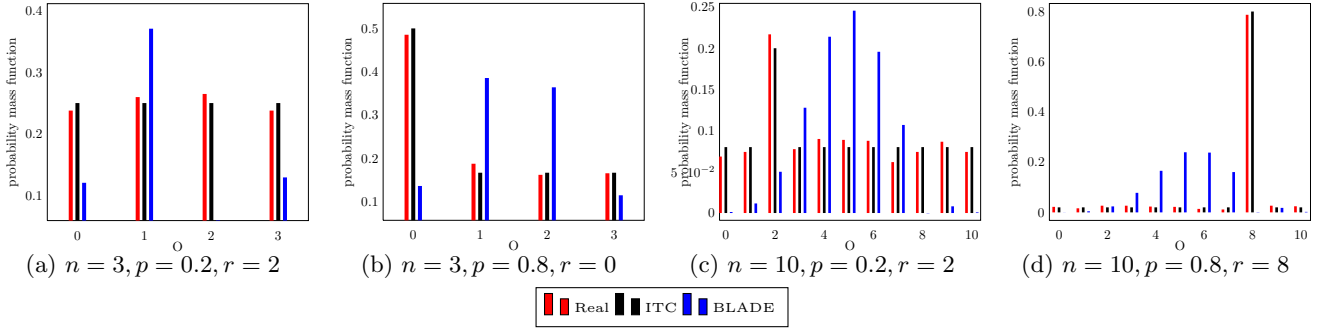 probability mass function
0.4
0.3
0.2
0.1
0 1 2 3
O
(a) n = 3, p = 0.2, r = 2
probability mass function
0.5
0.4
0.3
0.2
0.1
0 1 2 3
O
(b) n = 3, p = 0.8, r = 0
probability mass function
0.25
0.2
0.15
0.1
5 · 10−2
0
0 2 4 6 8 10
O
(c) n = 10, p = 0.2, r = 2
probability mass function
0.8
0.6
0.4
0.2
0
0 2 4 6 8 10
O
(d) n = 10, p = 0.8, r = 8
Real ITC BLADE